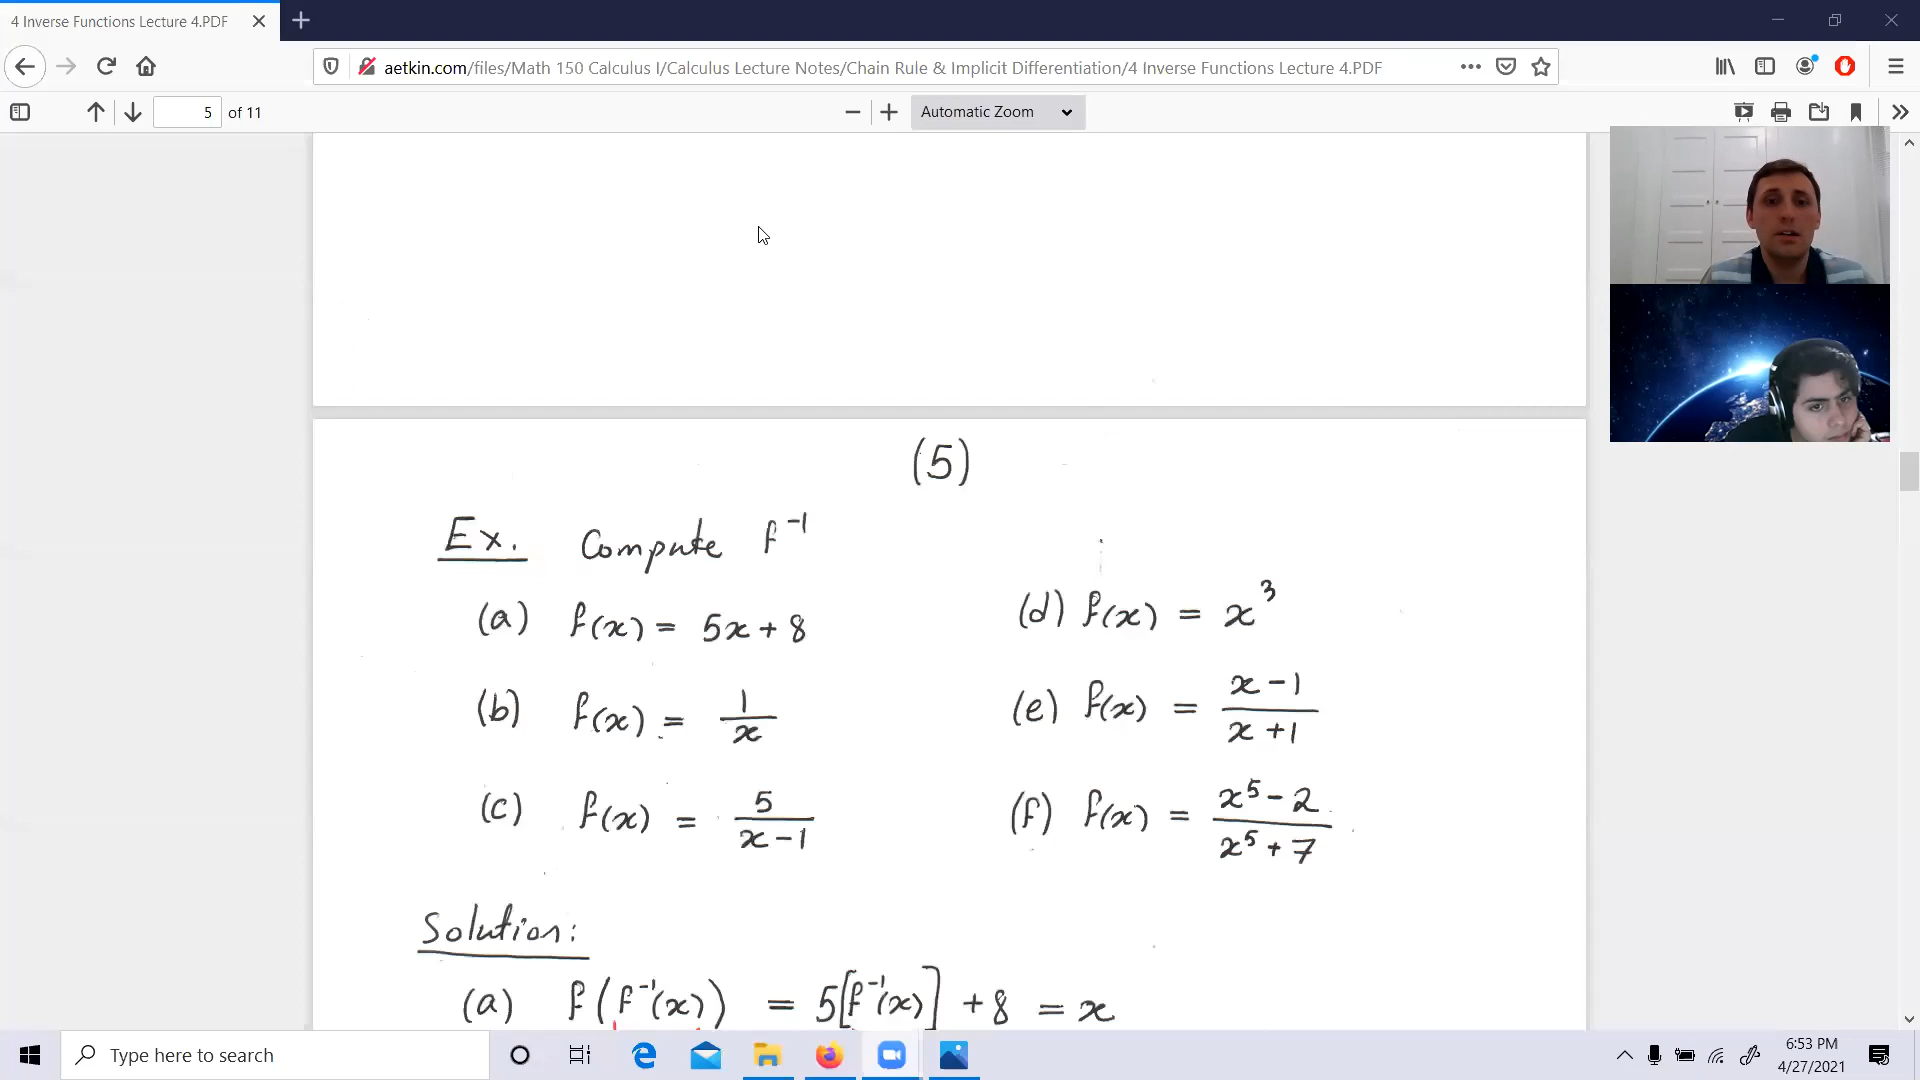 4 Inverse Functions Lecture 4.PDF
aetkin.com/files/Math 150 Calculus I/Calculus Lecture Notes/Chain Rule & Implicit Differentiation/4 Inverse Functions Lecture 4.PDF
5 of 11
Automatic Zoom
(5)
Ex. Compute f⁻¹
(a) f(x) = 5x + 8
(d) f(x) = x³
(b) f(x) = 1/x
(e) f(x) = (x-1)/(x+1)
(c) f(x) = 5/(x-1)
(f) f(x) = (x⁵-2)/(x⁵+7)
Solution:
(a) f(f⁻¹(x)) = 5[f⁻¹(x)] + 8 = x
Type here to search
6:53 PM
4/27/2021